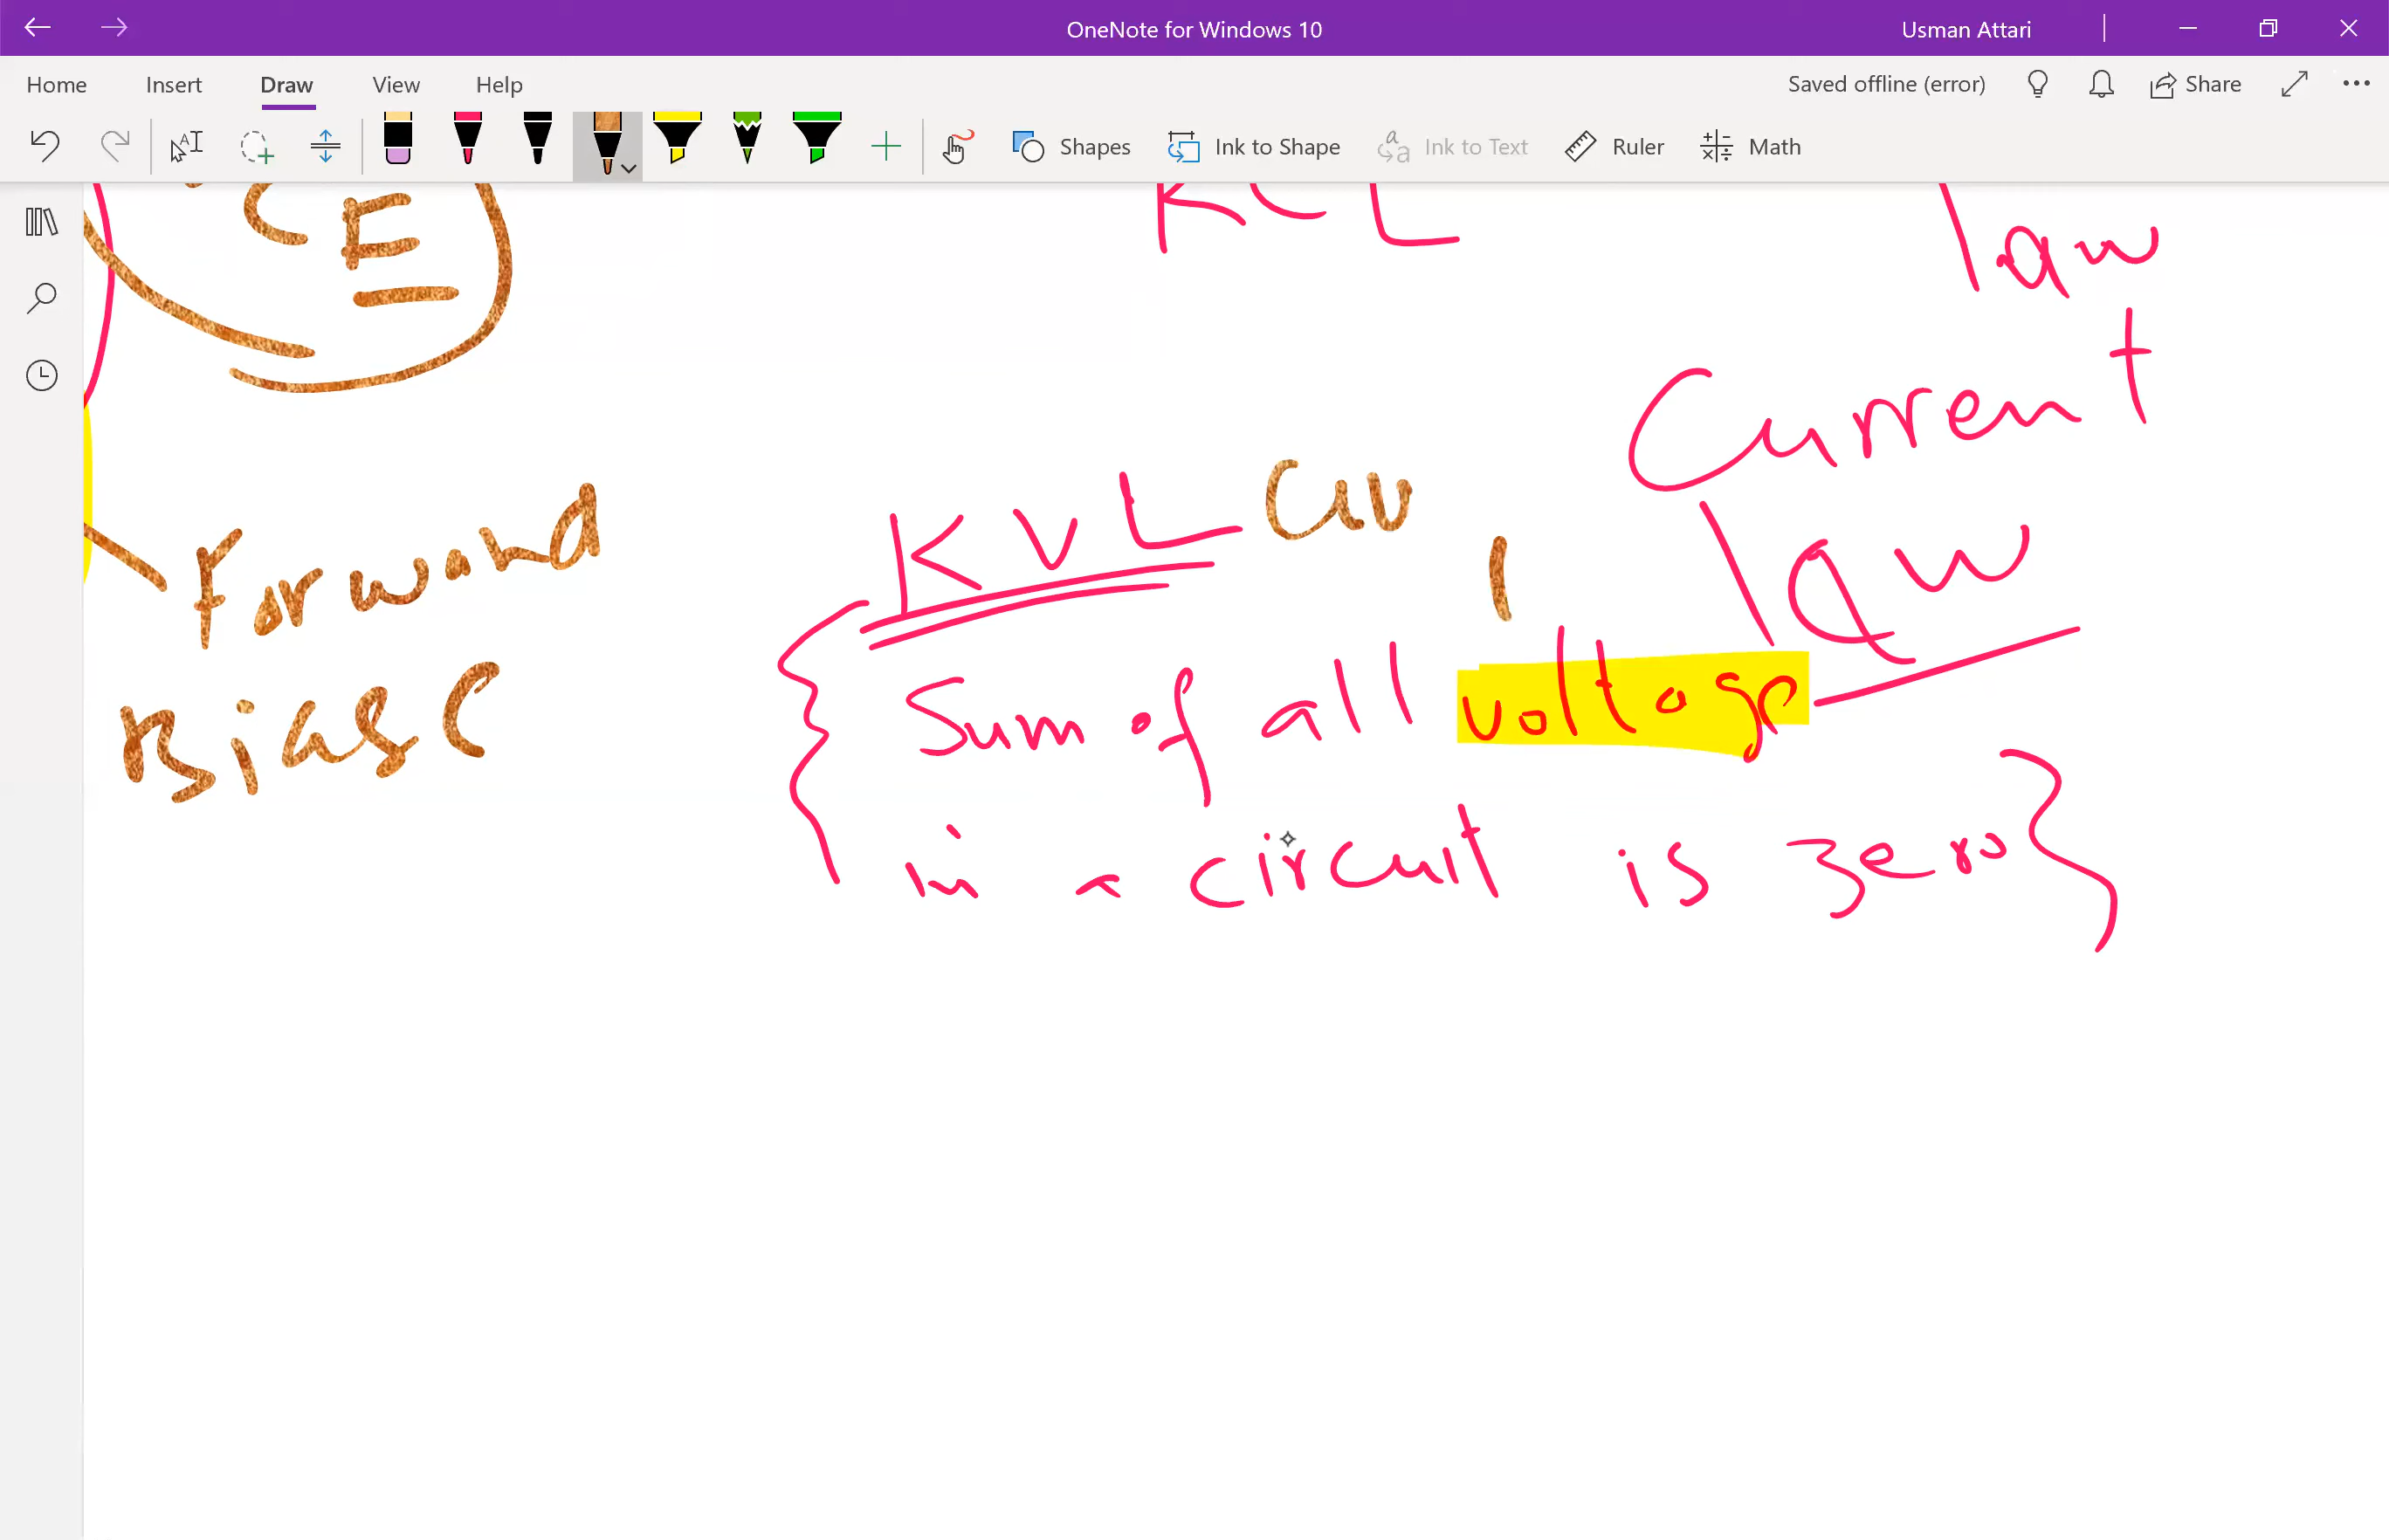 OneNote for Windows 10
Usman Attari
Home Insert Draw View Help
Saved offline (error)
Share
Shapes
Ink to Shape
Ink to Text
Ruler
Math
E
KCL
law
Current
law
Forward
Biase
KVL
Sum of all voltage
in a circuit is zero